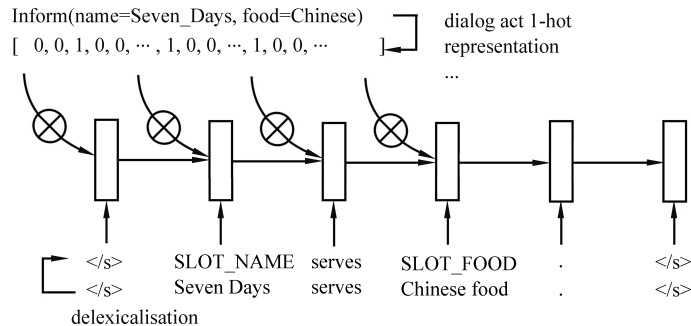 Inform(name=Seven_Days, food=Chinese)
[ 0, 0, 1, 0, 0, ··· , 1, 0, 0, ···, 1, 0, 0, ··· ]
dialog act 1-hot
representation
...
</s> SLOT_NAME serves SLOT_FOOD . </s>
</s> Seven Days serves Chinese food . </s>
delexicalisation